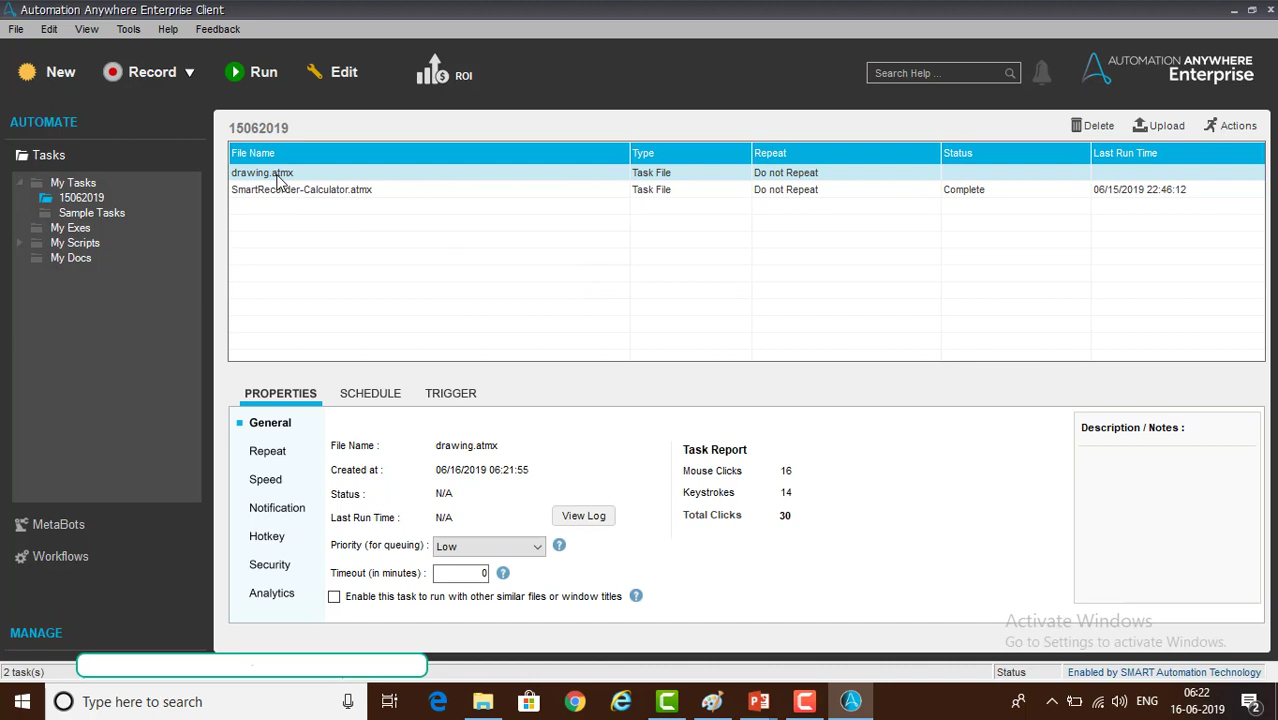 Automation Anywhere Enterprise Client
File Edit View Tools Help Feedback
New Record Run Edit ROI
Search Help ...
AUTOMATION ANYWHERE
Enterprise
AUTOMATE
Tasks
My Tasks
15062019
Sample Tasks
My Exes
My Scripts
My Docs
MetaBots
Workflows
MANAGE
15062019
Delete Upload Actions
File Name Type Repeat Status Last Run Time
drawing.atmx Task File Do not Repeat
SmartRecorder-Calculator.atmx Task File Do not Repeat Complete 06/15/2019 22:46:12
PROPERTIES SCHEDULE TRIGGER
General
Repeat
Speed
Notification
Hotkey
Security
Analytics
File Name : drawing.atmx
Created at : 06/16/2019 06:21:55
Status : N/A
Last Run Time : N/A
View Log
Priority (for queuing) : Low
Timeout (in minutes) : 0
Enable this task to run with other similar files or window titles
Task Report
Mouse Clicks 16
Keystrokes 14
Total Clicks 30
Description / Notes :
Activate Windows
Go to Settings to activate Windows.
2 task(s)
Status
Enabled by SMART Automation Technology
Type here to search
ENG
06:22
16-06-2019
2